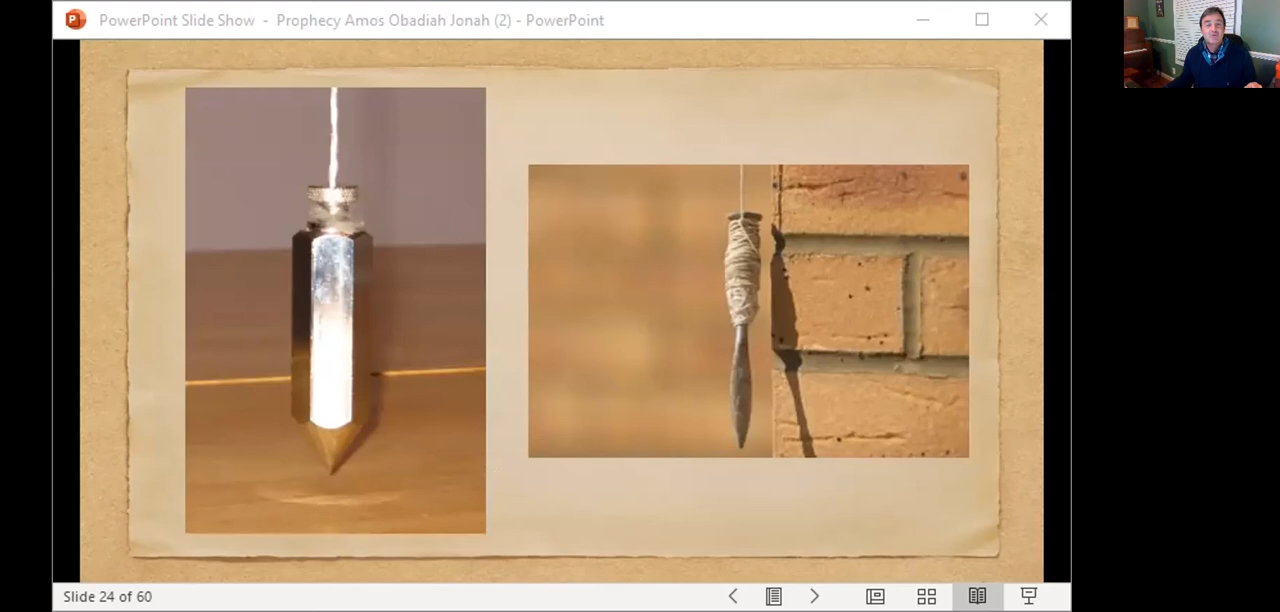 PowerPoint Slide Show - Prophecy Amos Obadiah Jonah (2) - PowerPoint
Slide 24 of 60